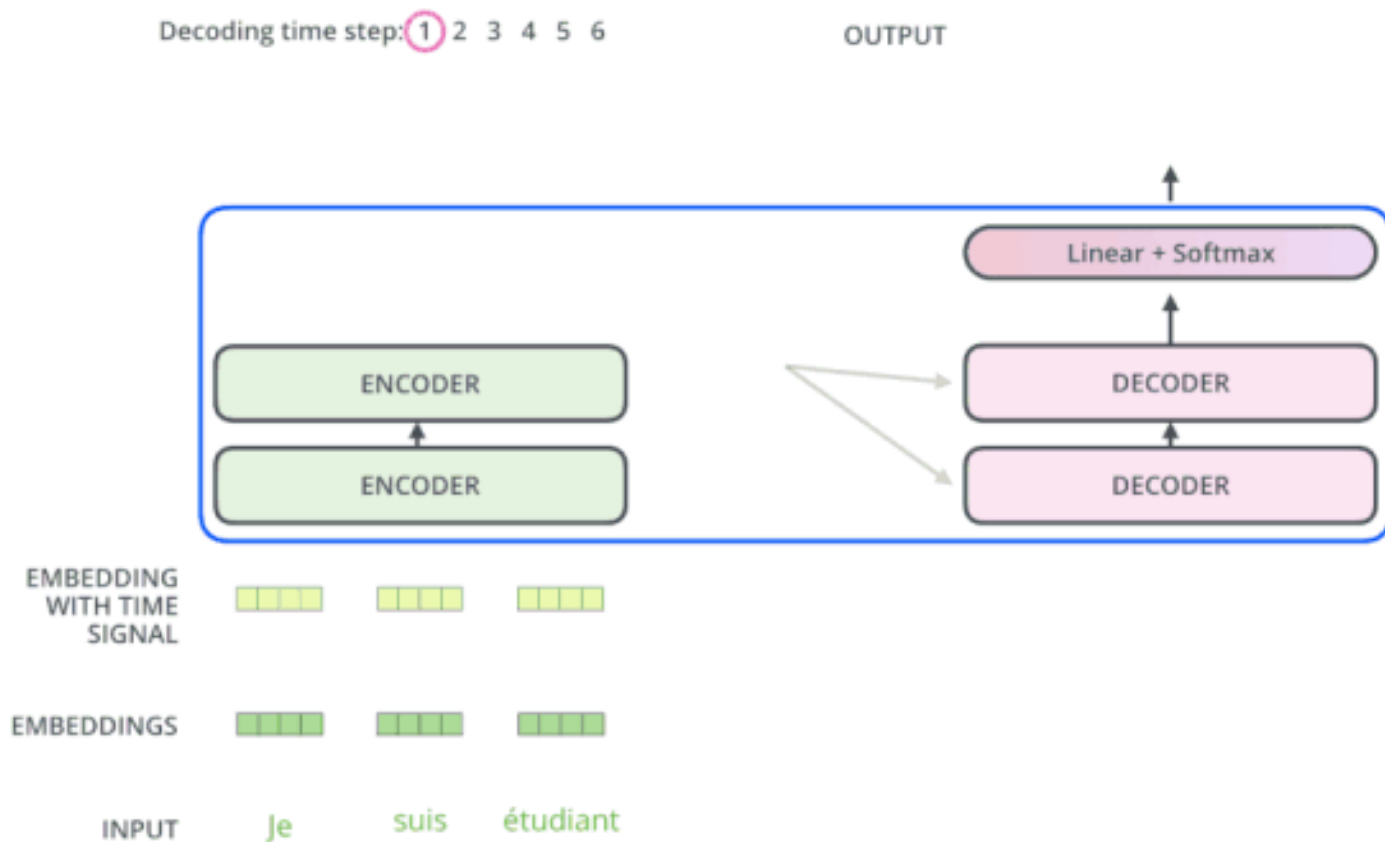 Decoding time step: 1 2 3 4 5 6
OUTPUT
Linear + Softmax
ENCODER
DECODER
ENCODER
DECODER
EMBEDDING
WITH TIME
SIGNAL
EMBEDDINGS
INPUT Je suis étudiant